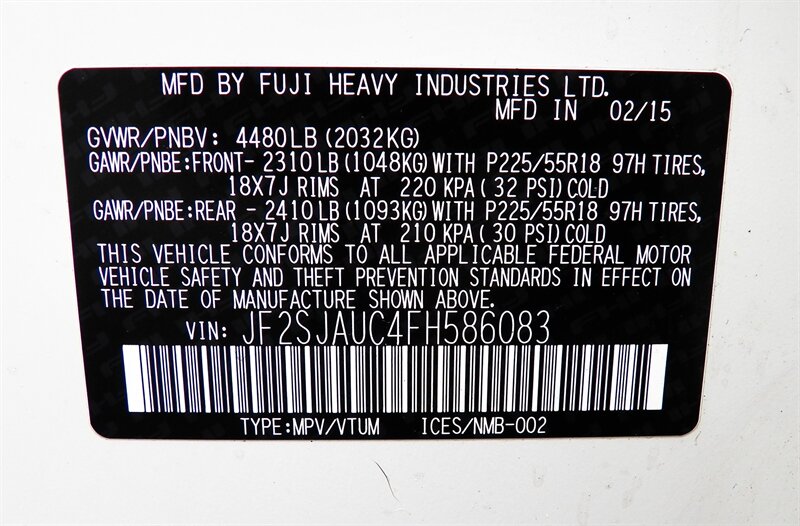 MFD BY FUJI HEAVY INDUSTRIES LTD.
MFD IN 02/15
GVWR/PNBV: 4480LB (2032KG)
GAWR/PNBE:FRONT- 2310 LB (1048KG) WITH P225/55R18 97H TIRES,
18X7J RIMS AT 220 KPA ( 32 PSI) COLD
GAWR/PNBE:REAR - 2410 LB (1093KG) WITH P225/55R18 97H TIRES,
18X7J RIMS AT 210 KPA ( 30 PSI) COLD
THIS VEHICLE CONFORMS TO ALL APPLICABLE FEDERAL MOTOR
VEHICLE SAFETY AND THEFT PREVENTION STANDARDS IN EFFECT ON
THE DATE OF MANUFACTURE SHOWN ABOVE.
VIN: JF2SJAUC4FH586083
TYPE:MPV/VTUM ICES/NMB-002